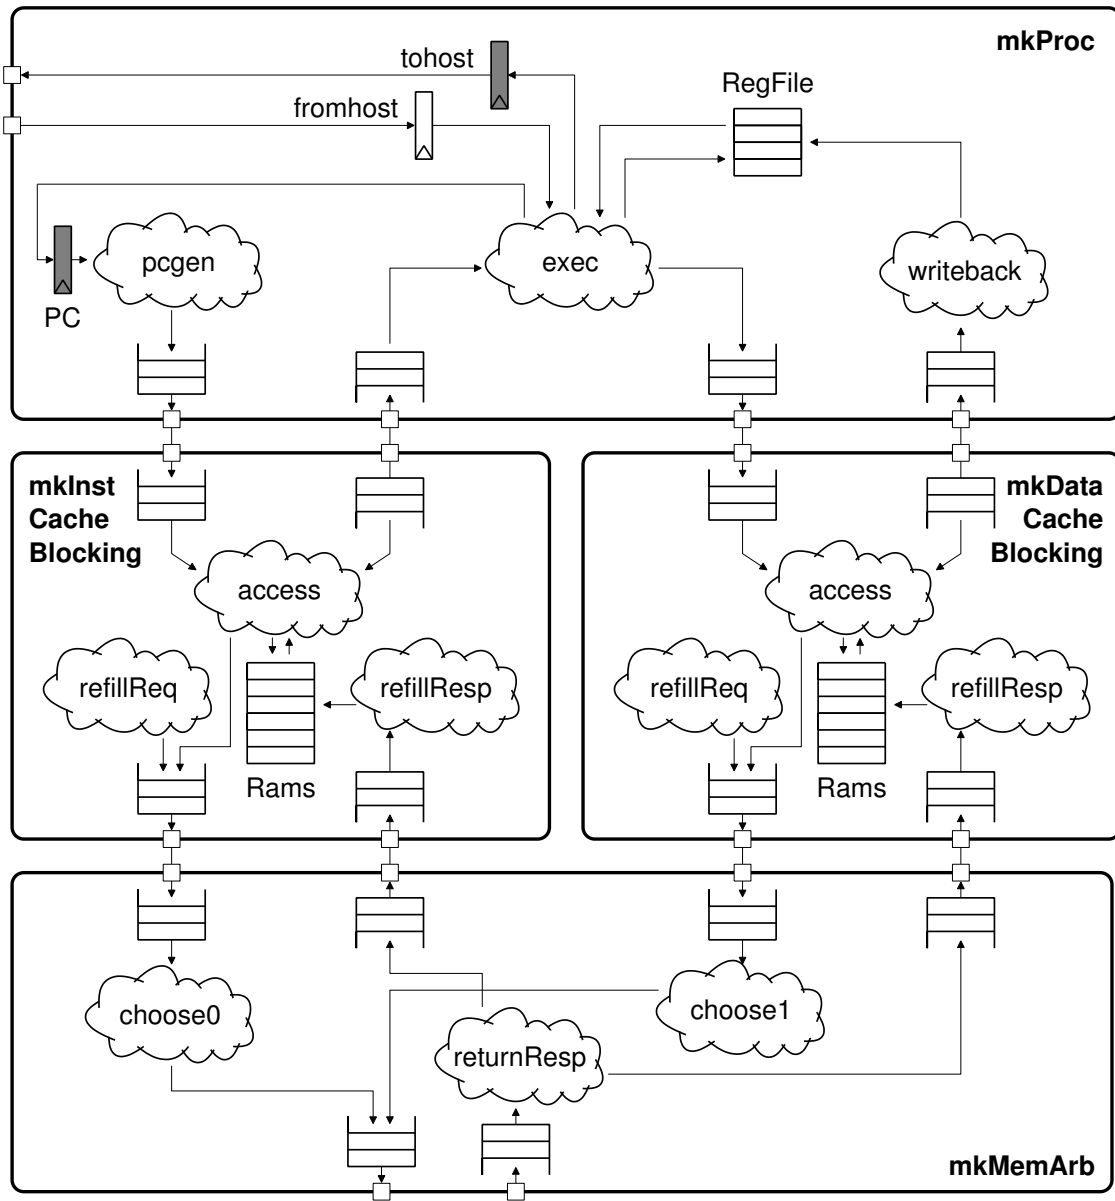 mkProc
tohost
RegFile
fromhost
pcgen
exec
writeback
PC
mkInst
Cache
Blocking
mkData
Cache
Blocking
access
access
refillReq
refillResp
refillReq
refillResp
Rams
Rams
choose0
choose1
returnResp
mkMemArb